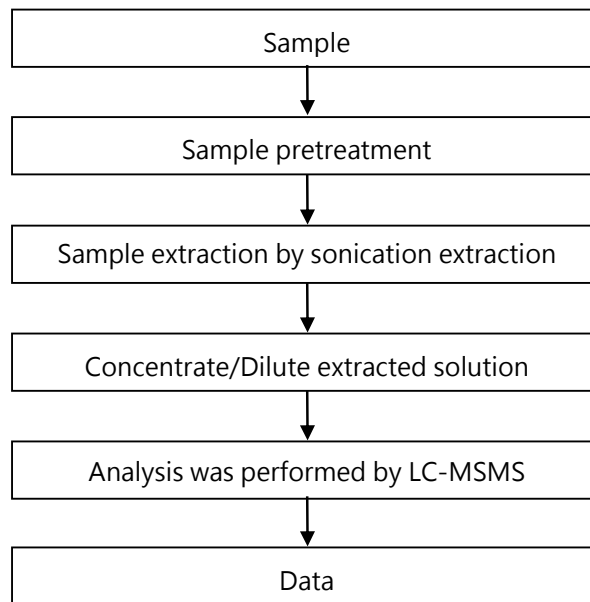 Sample
Sample pretreatment
Sample extraction by sonication extraction
Concentrate/Dilute extracted solution
Analysis was performed by LC-MSMS
Data